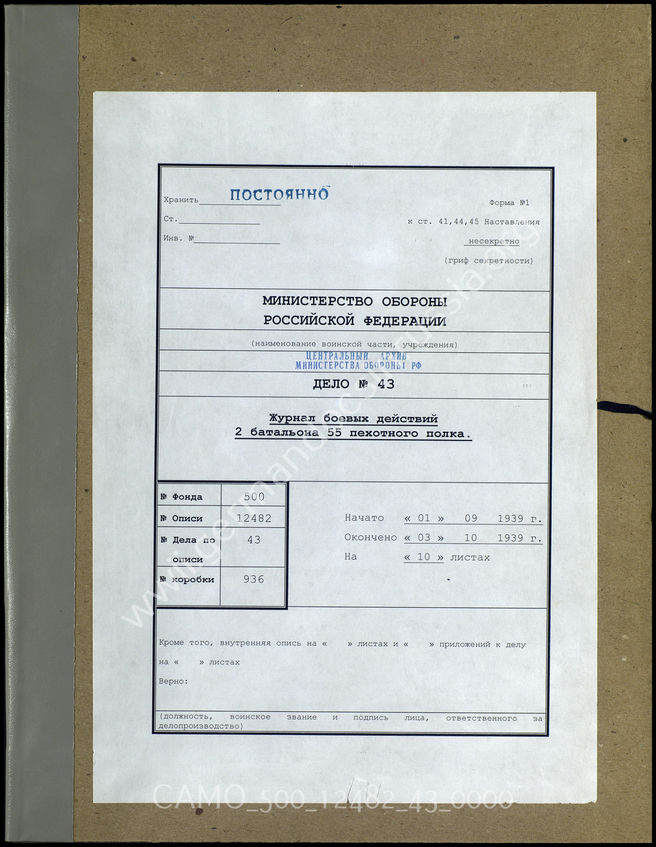 Хранить ПОСТОЯННО
Форма №1
Ст.
к ст. 41,44,45 Наставления
Инв. №
несекретно
(гриф секретности)
МИНИСТЕРСТВО ОБОРОНЫ
РОССИЙСКОЙ ФЕДЕРАЦИИ
(наименование воинской части, учреждения)
ЦЕНТРАЛЬНЫЙ АРХИВ
МИНИСТЕРСТВА ОБОРОНЫ РФ
ДЕЛО № 43
Журнал боевых действий
2 батальона 55 пехотного полка.
№ Фонда 500
№ Описи 12482
№ Дела по описи 43
№ коробки 936
Начато « 01 » 09 1939 г.
Окончено « 03 » 10 1939 г.
На « 10 » листах
Кроме того, внутренняя опись на « » листах и « » приложений к делу
на « » листах
Верно:
(должность, воинское звание и подпись лица, ответственного за
делопроизводство)
CAMO_500_12482_43_0000